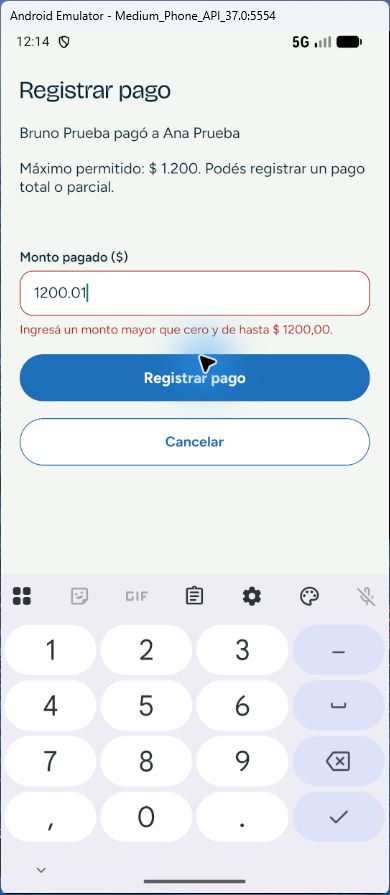 Android Emulator - Medium_Phone_API_37.0:5554
12:14
5G
Registrar pago
Bruno Prueba pagó a Ana Prueba
Máximo permitido: $ 1.200. Podés registrar un pago
total o parcial.
Monto pagado ($)
1200.01
Ingresá un monto mayor que cero y de hasta $ 1200,00.
Registrar pago
Cancelar
GIF
1 2 3 –
4 5 6
7 8 9
, 0 .